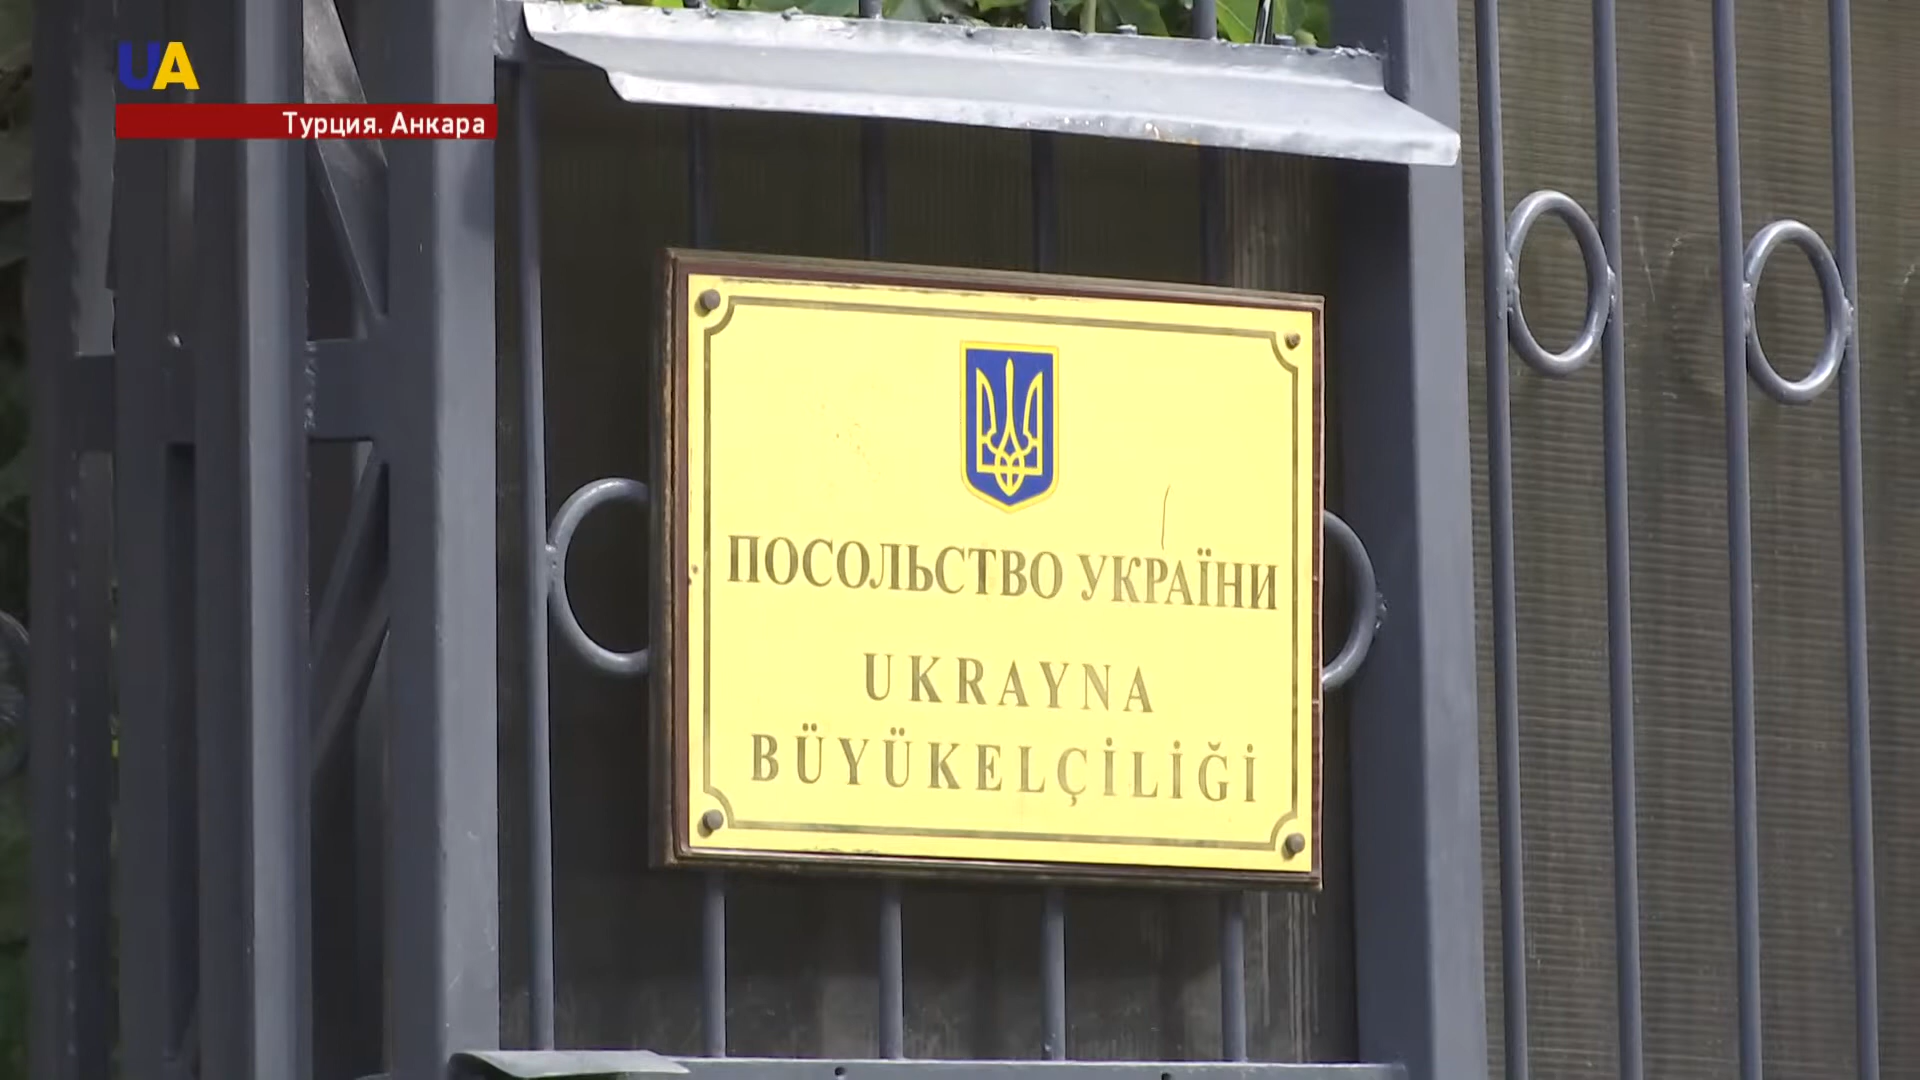 UA
Турция. Анкара
ПОСОЛЬСТВО УКРАЇНИ
UKRAYNA
BÜYÜKELÇİLİĞİ